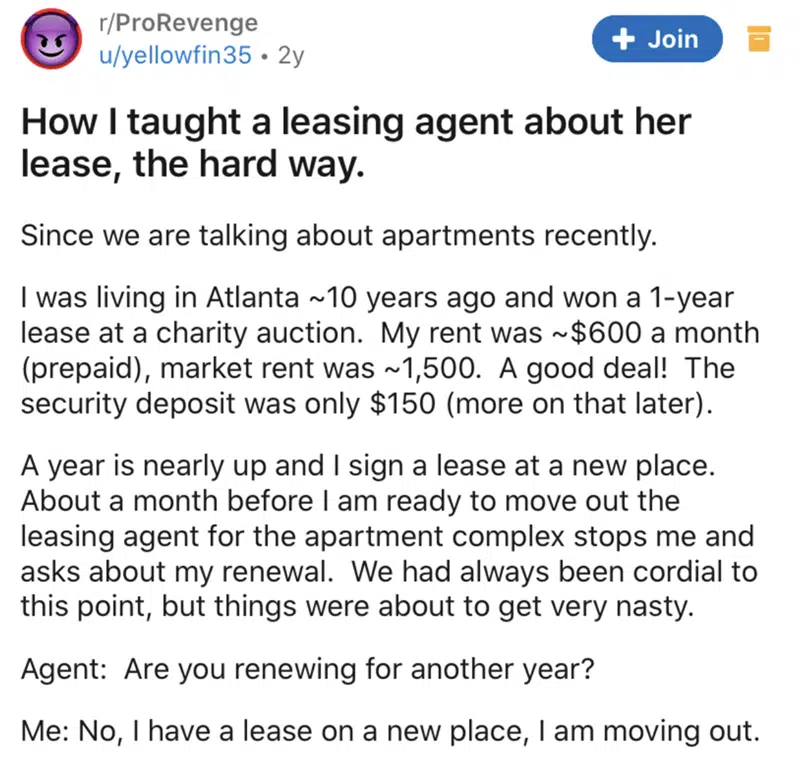 r/ProRevenge
u/yellowfin35 • 2y
+ Join
How I taught a leasing agent about her
lease, the hard way.
Since we are talking about apartments recently.
I was living in Atlanta ~10 years ago and won a 1-year
lease at a charity auction.  My rent was ~$600 a month
(prepaid), market rent was ~1,500.  A good deal!  The
security deposit was only $150 (more on that later).
A year is nearly up and I sign a lease at a new place.
About a month before I am ready to move out the
leasing agent for the apartment complex stops me and
asks about my renewal.  We had always been cordial to
this point, but things were about to get very nasty.
Agent:  Are you renewing for another year?
Me: No, I have a lease on a new place, I am moving out.